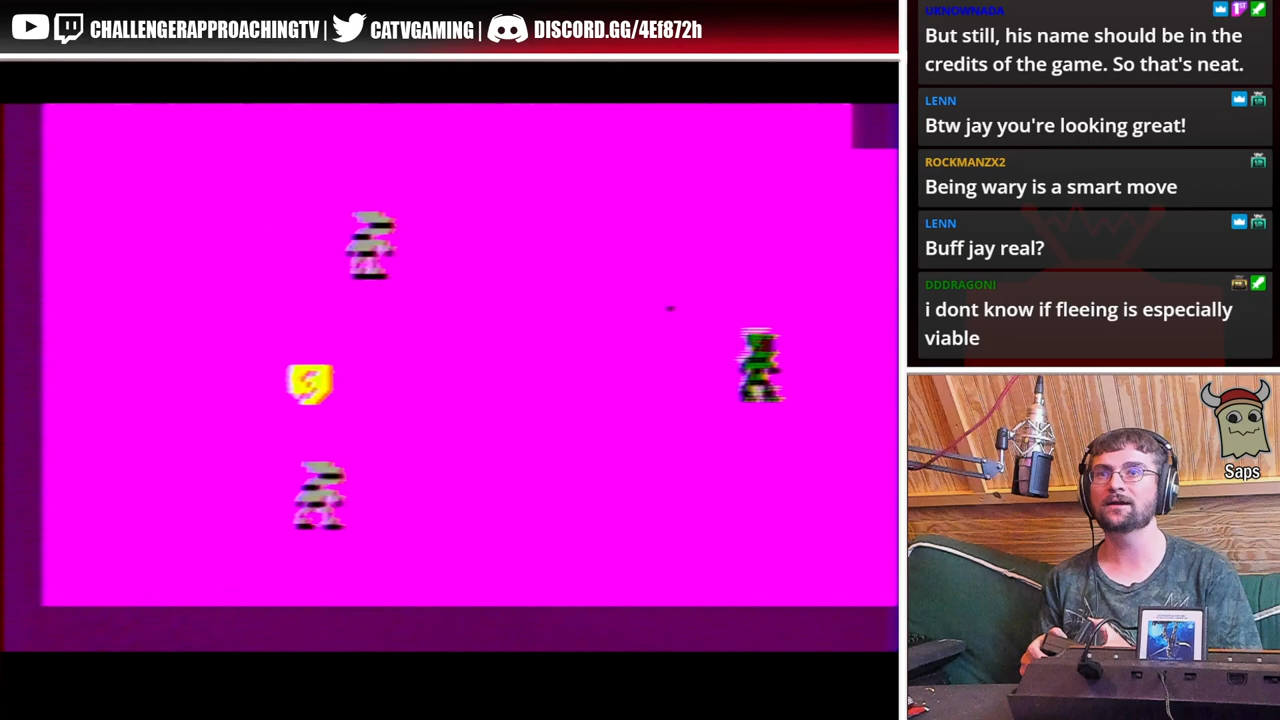 CHALLENGERAPPROACHINGTV | CATVGAMING | DISCORD.GG/4EF872H
UKNOWNADA
But still, his name should be in the
credits of the game. So that's neat.
LENN
Btw jay you're looking great!
ROCKMANZX2
Being wary is a smart move
LENN
Buff jay real?
DDDRAGONI
i dont know if fleeing is especially
viable
Saps